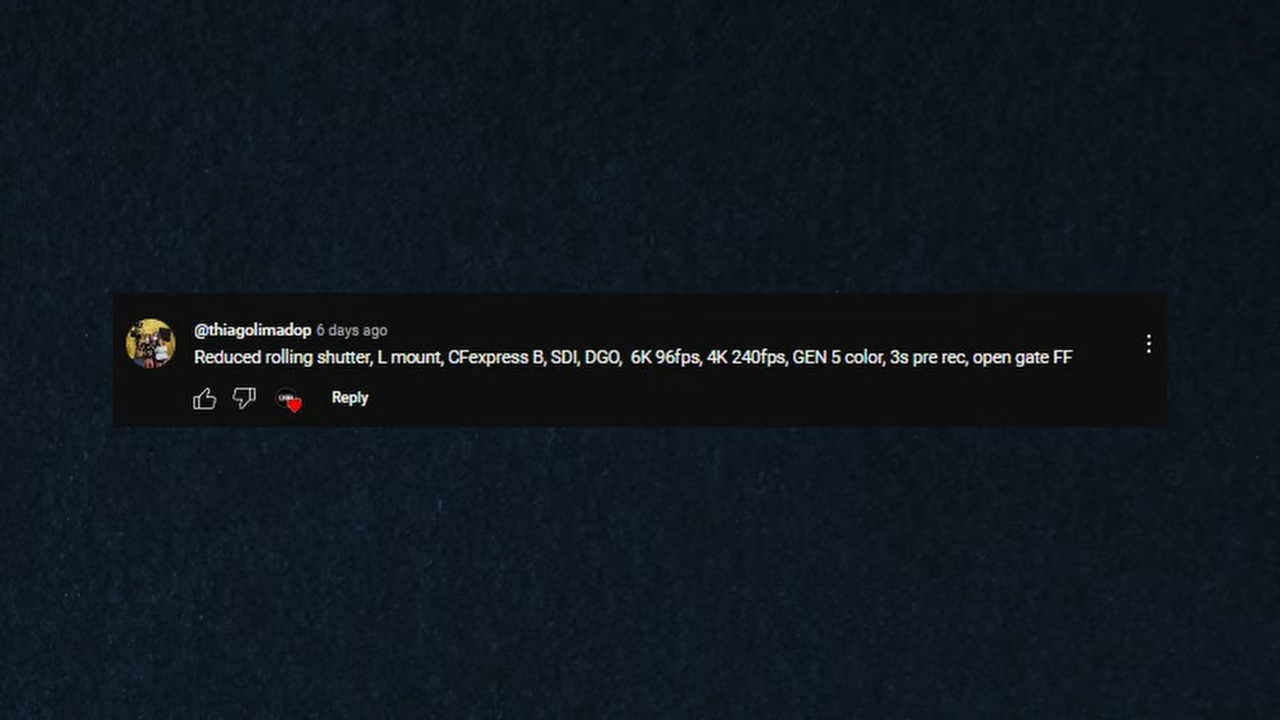 @thiagolimadop 6 days ago
Reduced rolling shutter, L mount, CFexpress B, SDI, DGO,  6K 96fps, 4K 240fps, GEN 5 color, 3s pre rec, open gate FF
Reply